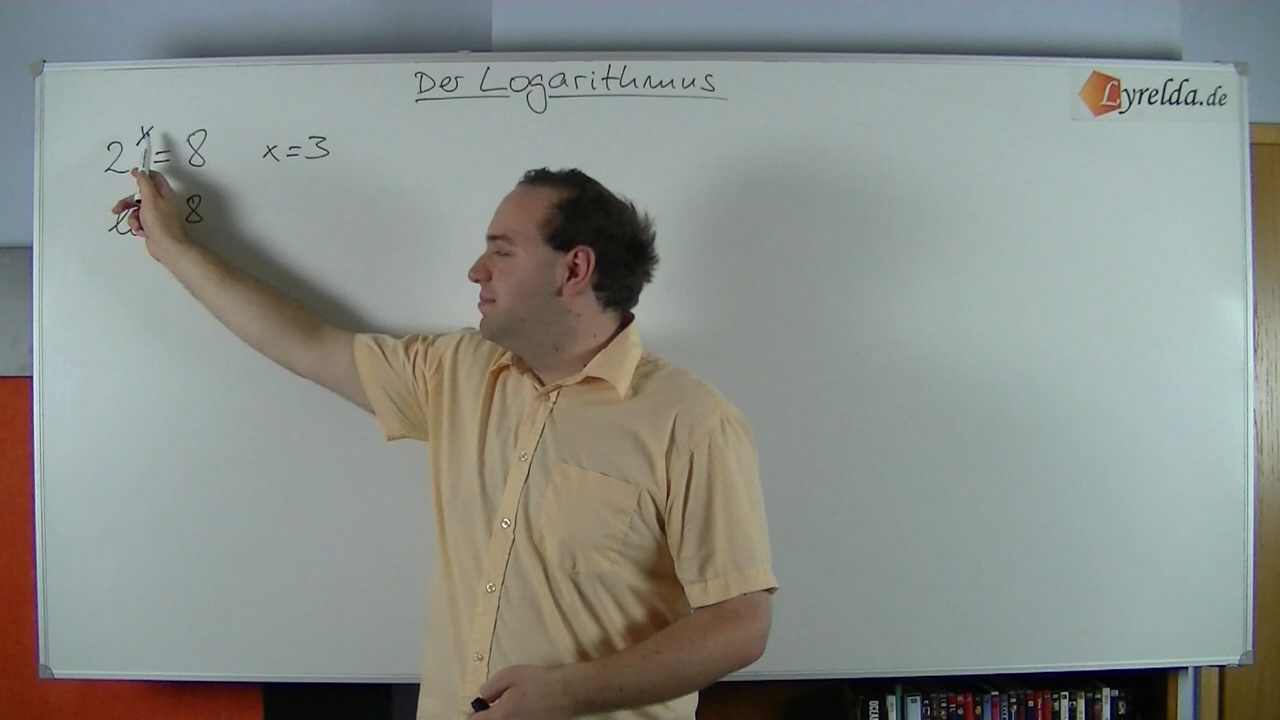 Der Logarithmus
Lyrelda.de
2^x = 8 x = 3
8